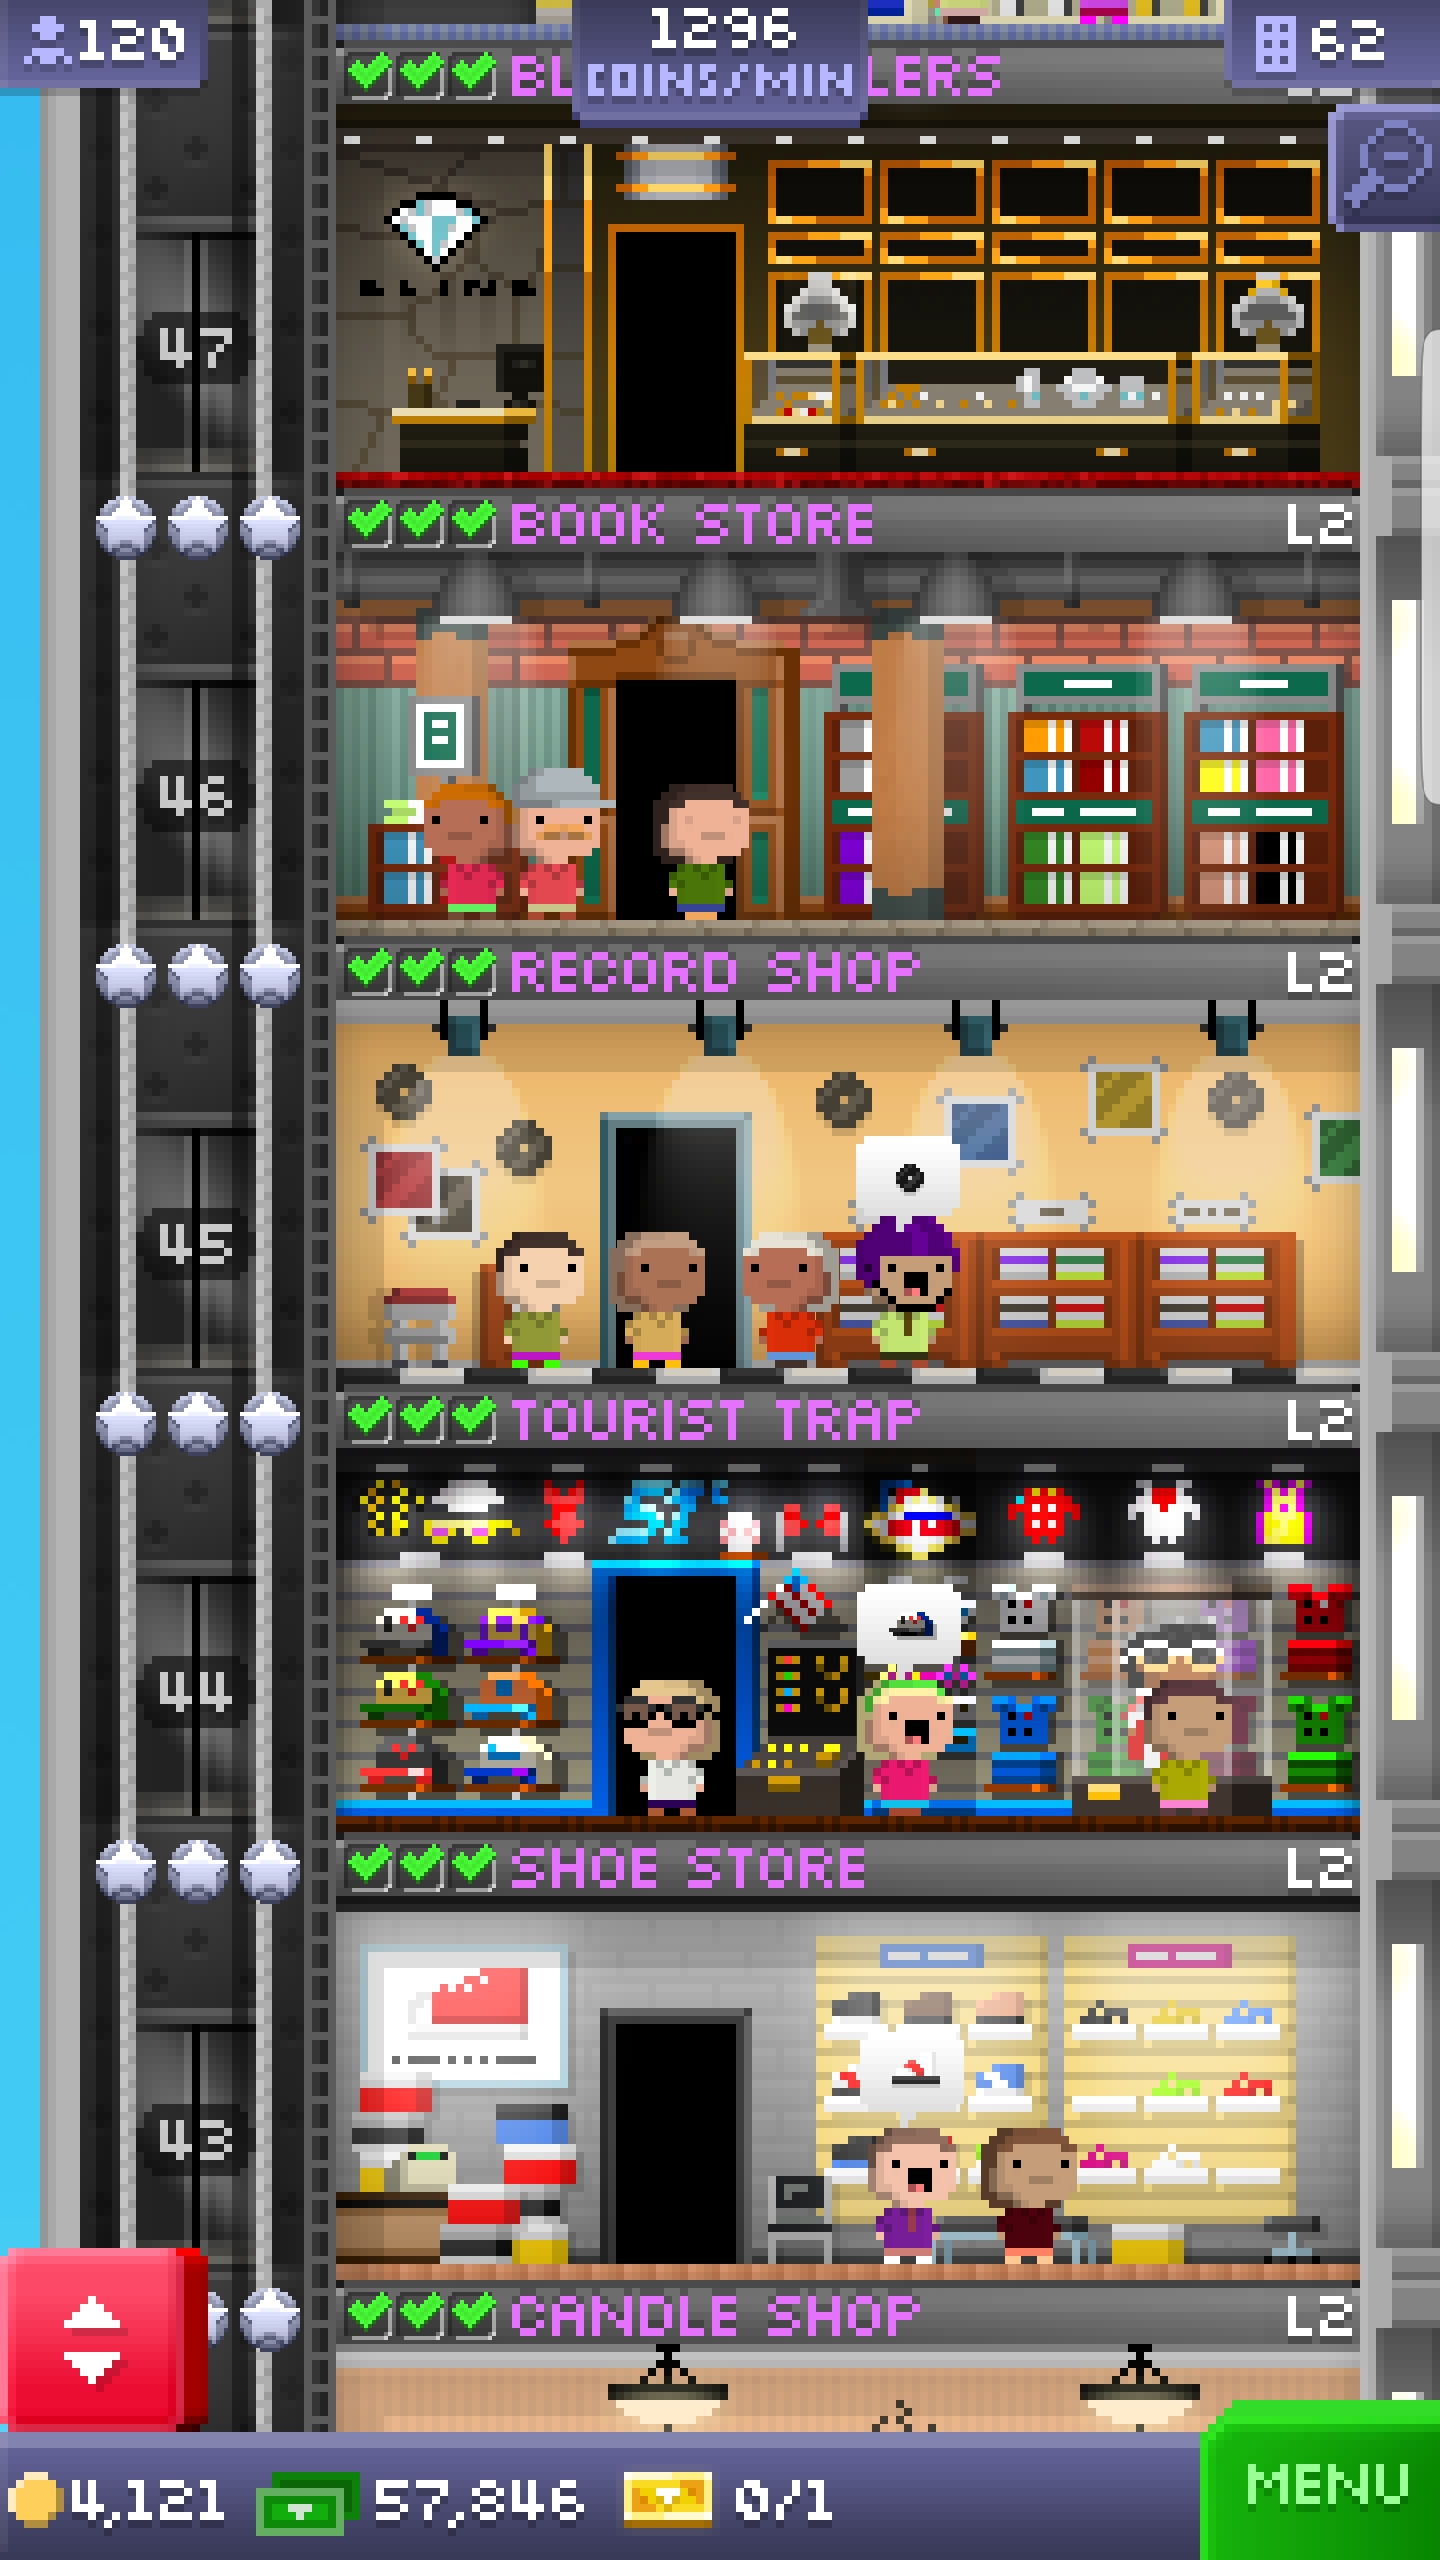 120
1296
COINS/MIN
62
BL
LERS
BLING
47
BOOK STORE L2
46
RECORD SHOP L2
45
TOURIST TRAP L2
44
SHOE STORE L2
43
CANDLE SHOP L2
4,121
57,846
0/1
MENU